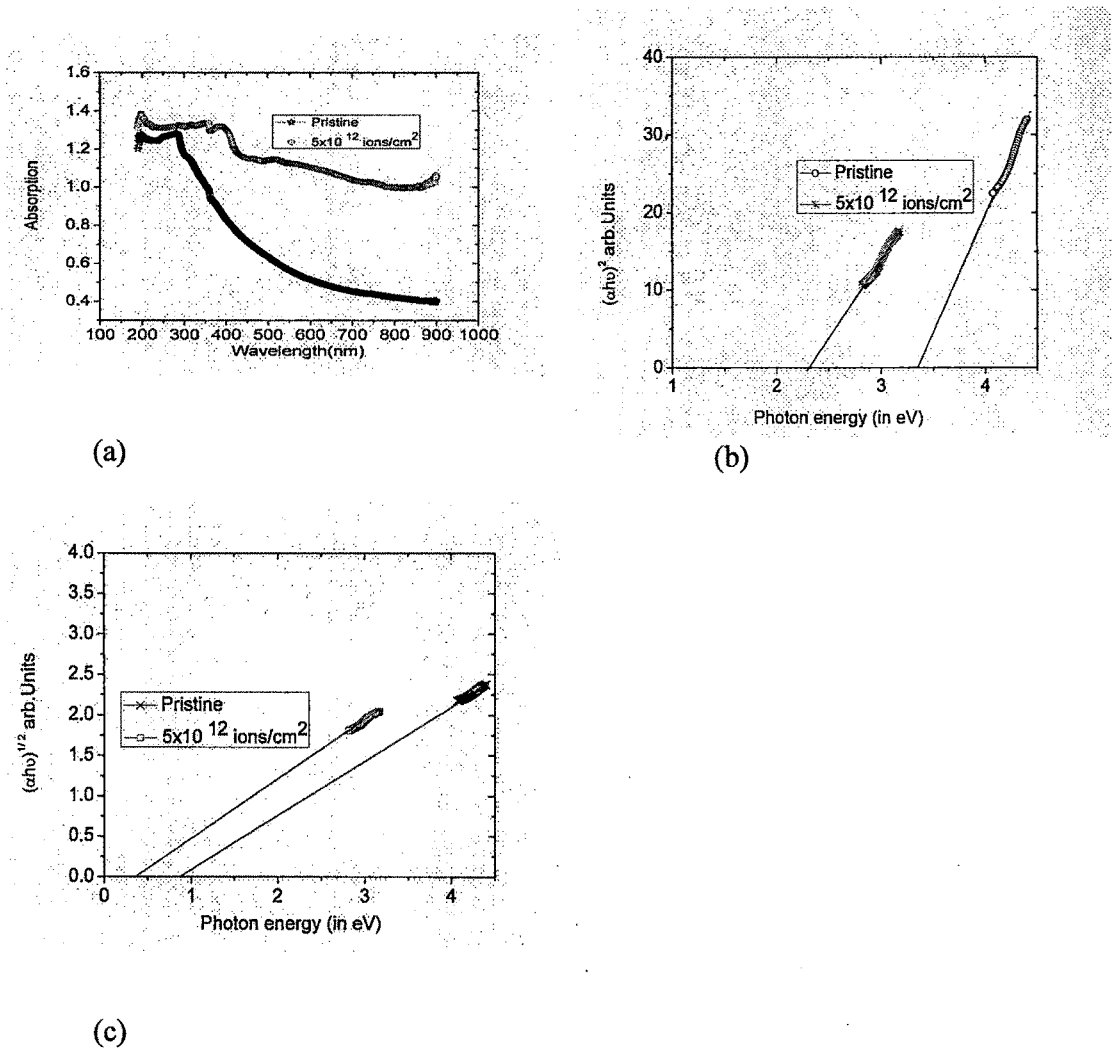 1.6
1.4
1.2
1.0
0.8
0.6
0.4
Absorption
Pristine
5x10 12 ions/cm2
100 200 300 400 500 600 700 800 900 1000
Wavelength(nm)
(a)
40
30
20
10
0
(αhυ)2 arb.Units
Pristine
5x10 12 ions/cm2
1 2 3 4
Photon energy (in eV)
(b)
4.0
3.5
3.0
2.5
2.0
1.5
1.0
0.5
0.0
(αhυ)1/2 arb.Units
Pristine
5x10 12 ions/cm2
0 1 2 3 4
Photon energy (in eV)
(c)